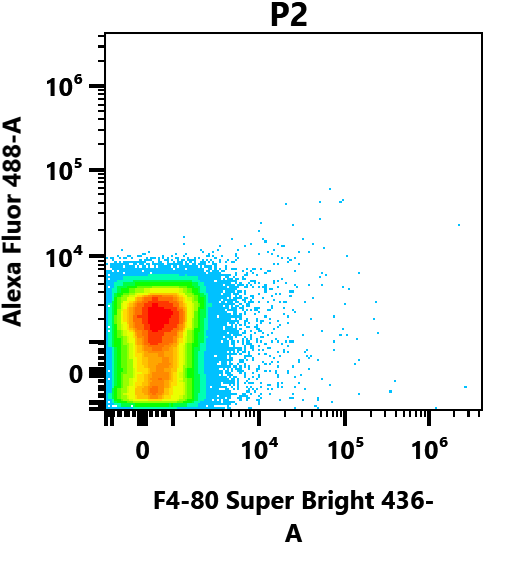 P2
Alexa Fluor 488-A
10⁶
10⁵
10⁴
0
0
10⁴
10⁵
10⁶
F4-80 Super Bright 436-
A